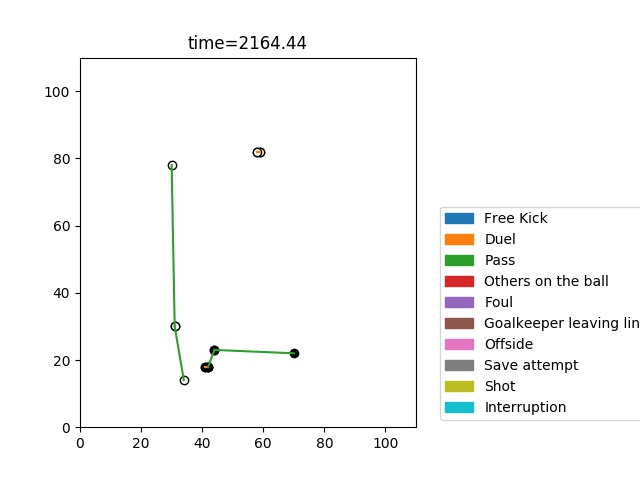 time=2164.44
100
80
60
40
20
0
0 20 40 60 80 100
Free Kick
Duel
Pass
Others on the ball
Foul
Goalkeeper leaving lin
Offside
Save attempt
Shot
Interruption